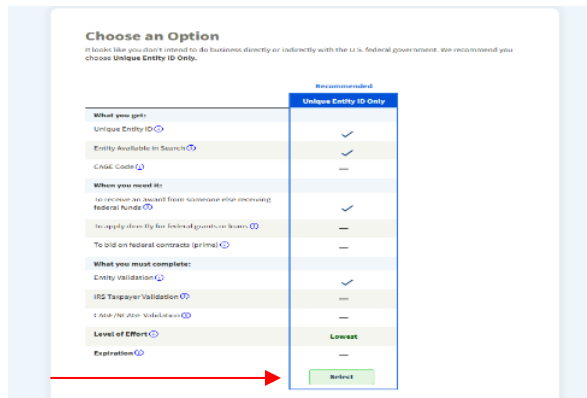 Choose an Option
It looks like you don't intend to do business directly or indirectly with the U.S. federal government. We recommend you
choose Unique Entity ID Only.
Recommended
Unique Entity ID Only
What you get:
Unique Entity ID
Entity Available In Search
CAGE Code
When you need it:
To receive an award from someone else receiving
federal funds
To apply directly for federal grants or loans
To bid on federal contracts (prime)
What you must complete:
Entity Validation
IRS Taxpayer Validation
CAGE/NCAGE Validation
Level of Effort
Lowest
Expiration
Select